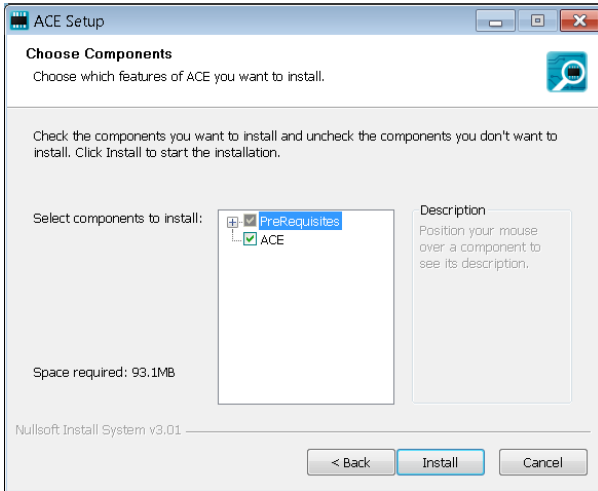 ACE Setup
Choose Components
Choose which features of ACE you want to install.
Check the components you want to install and uncheck the components you don't want to
install. Click Install to start the installation.
Select components to install:
PreRequisites
ACE
Description
Position your mouse
over a component to
see its description.
Space required: 93.1MB
Nullsoft Install System v3.01
< Back
Install
Cancel